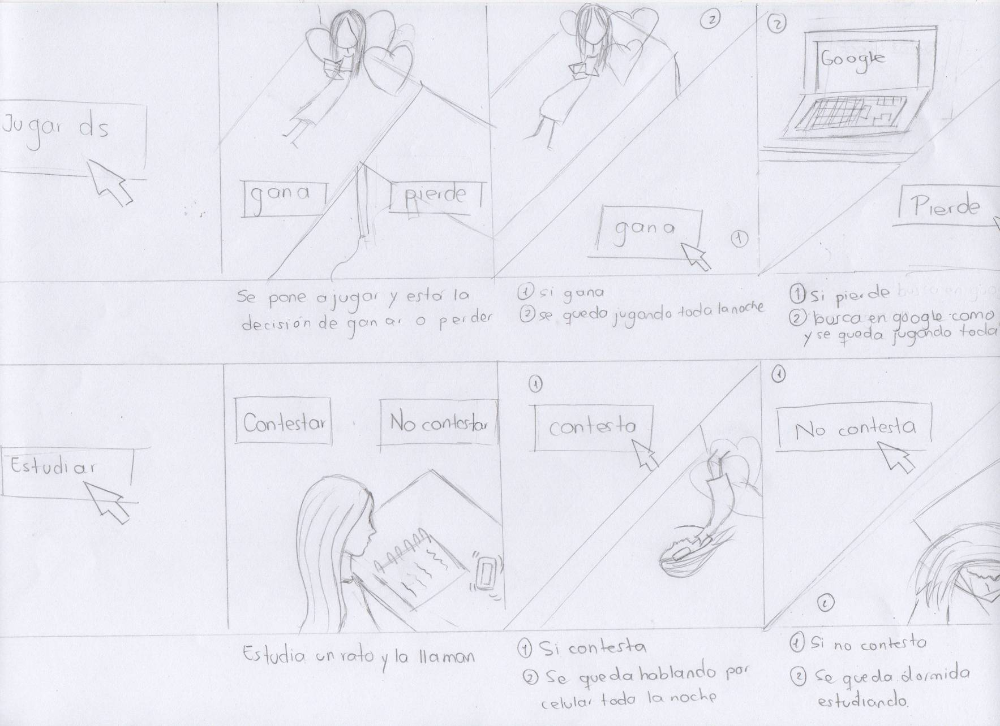 Jugar ds
gana
pierde
2
gana
1
2
Google
Pierde
Se pone a jugar y está la
decisión de ganar o perder
1 si gana
2 se queda jugando toda la noche
1 si pierde
2 busca en google como
y se queda jugando toda
Estudiar
Contestar
No contestar
1
contesta
1
No contesta
2
Estudia un rato y la llaman
1 Si contesta
2 Se queda hablando por
celular toda la noche
1 Si no contesta
2 Se queda dormida
estudiando.